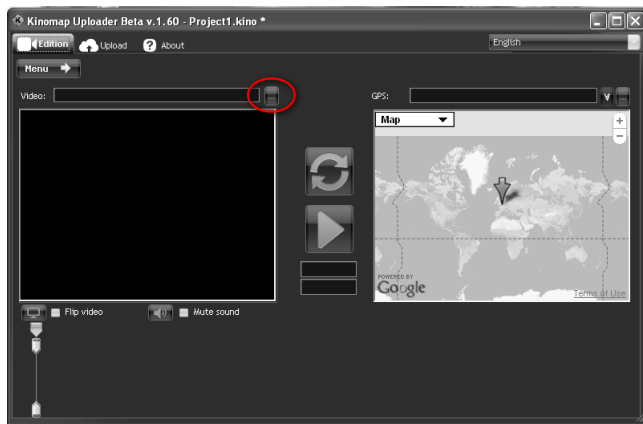 Kinomap Uploader Beta v.1.60 - Project1.kino *
Edition Upload ? About English
Menu
Video: ... GPS: V ...
Map
+
−
POWERED BY
Google
Terms of Use
Flip video Mute sound